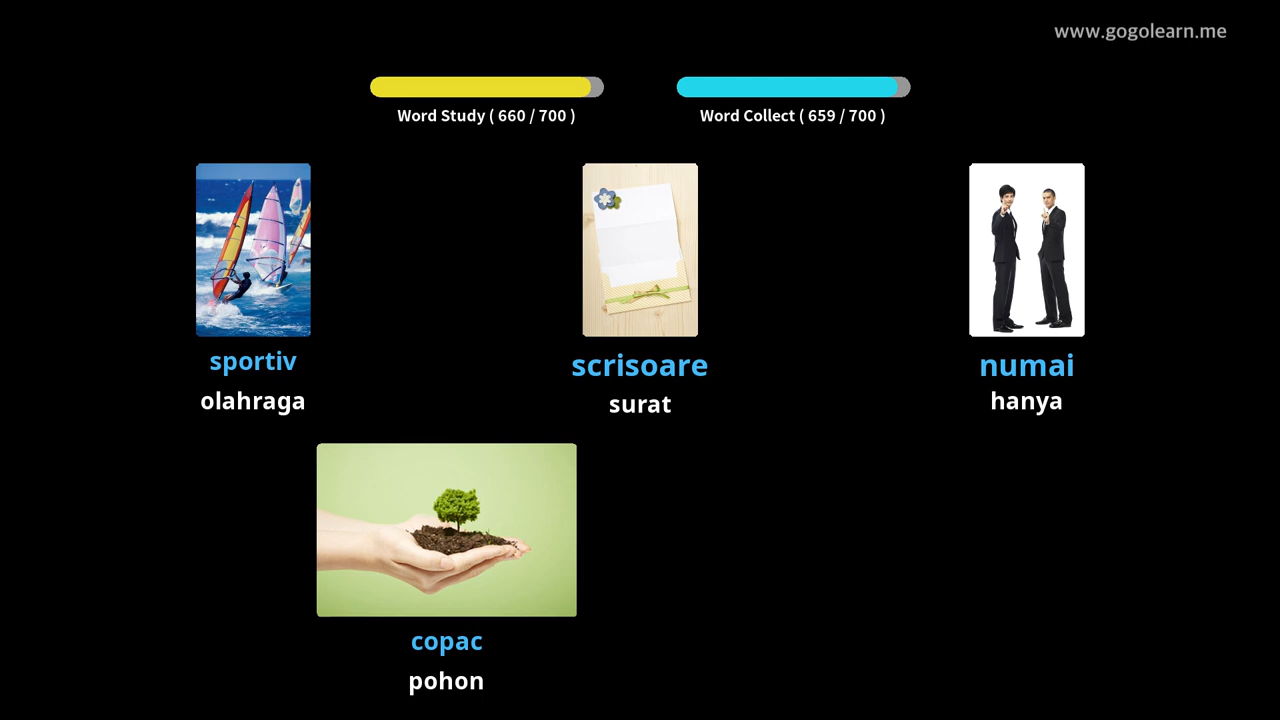 www.gogolearn.me
Word Study ( 660 / 700 )
Word Collect ( 659 / 700 )
sportiv
olahraga
scrisoare
surat
numai
hanya
copac
pohon